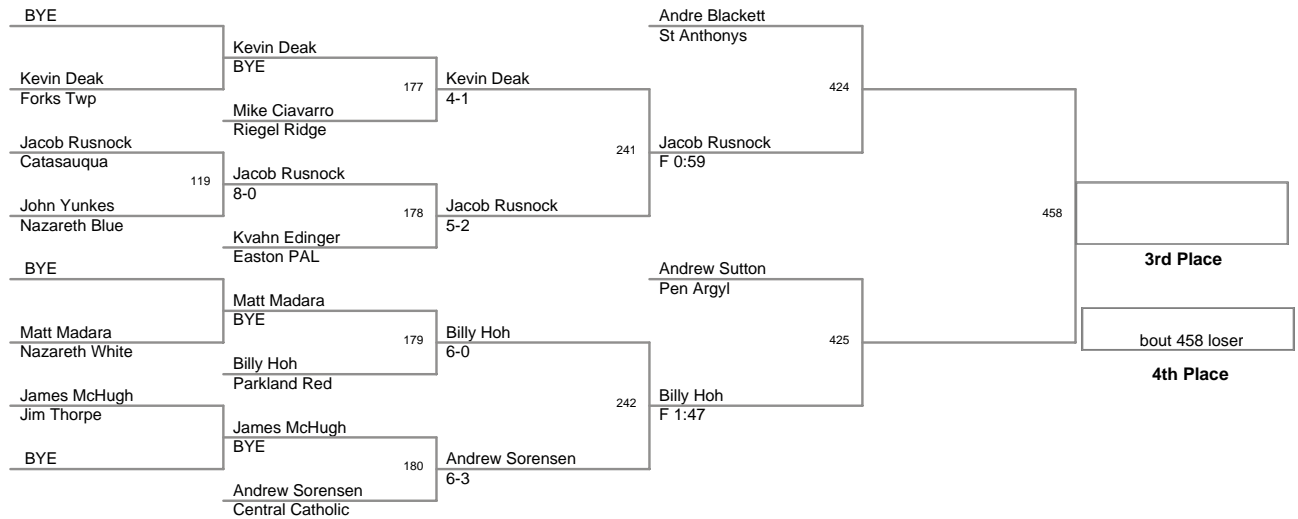 BYE
Kevin Deak
Forks Twp
Jacob Rusnock
Catasauqua
119
John Yunkes
Nazareth Blue
BYE
Matt Madara
Nazareth White
James McHugh
Jim Thorpe
BYE
Kevin Deak
BYE
177
Mike Ciavarro
Riegel Ridge
Jacob Rusnock
8-0
178
Kvahn Edinger
Easton PAL
Matt Madara
BYE
179
Billy Hoh
Parkland Red
James McHugh
BYE
180
Andrew Sorensen
Central Catholic
Kevin Deak
4-1
241
Jacob Rusnock
5-2
Billy Hoh
6-0
242
Andrew Sorensen
6-3
Andre Blackett
St Anthonys
424
Jacob Rusnock
F 0:59
Andrew Sutton
Pen Argyl
425
Billy Hoh
F 1:47
458
3rd Place
bout 458 loser
4th Place